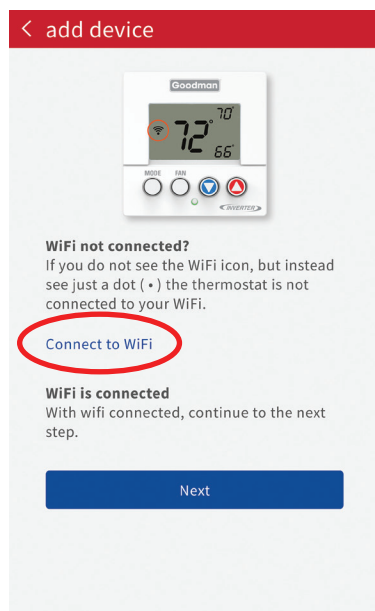 < add device
Goodman
70°
72°
66°
MODE FAN
INVERTER
WiFi not connected?
If you do not see the WiFi icon, but instead
see just a dot ( • ) the thermostat is not
connected to your WiFi.
Connect to WiFi
WiFi is connected
With wifi connected, continue to the next
step.
Next